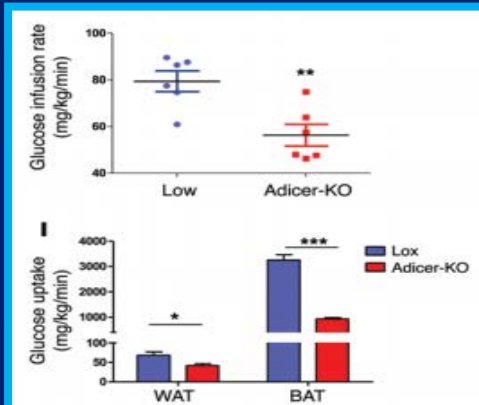 Glucose infusion rate
(mg/kg/min)
100
80
60
40
**
Low
Adicer-KO
I
Glucose uptake
(mg/kg/min)
4000
3000
2000
1000
100
50
0
*
***
Lox
Adicer-KO
WAT
BAT